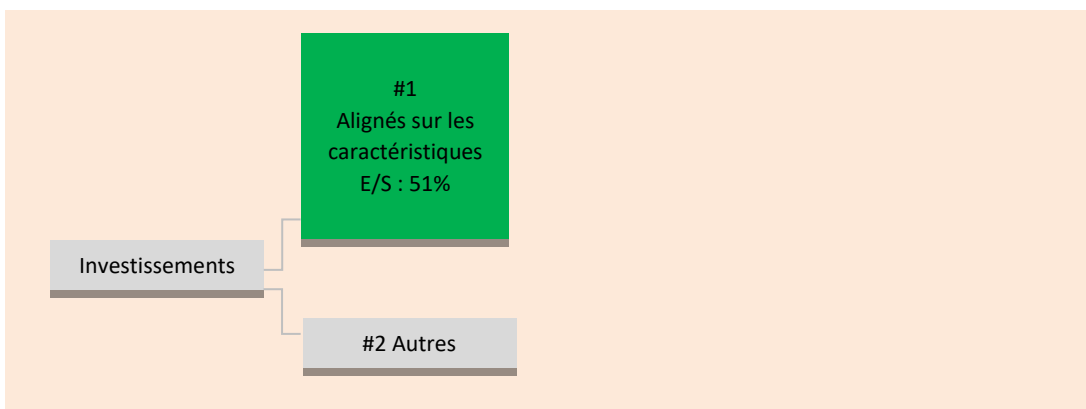 #1
Alignés sur les
caractéristiques
E/S : 51%
Investissements
#2 Autres